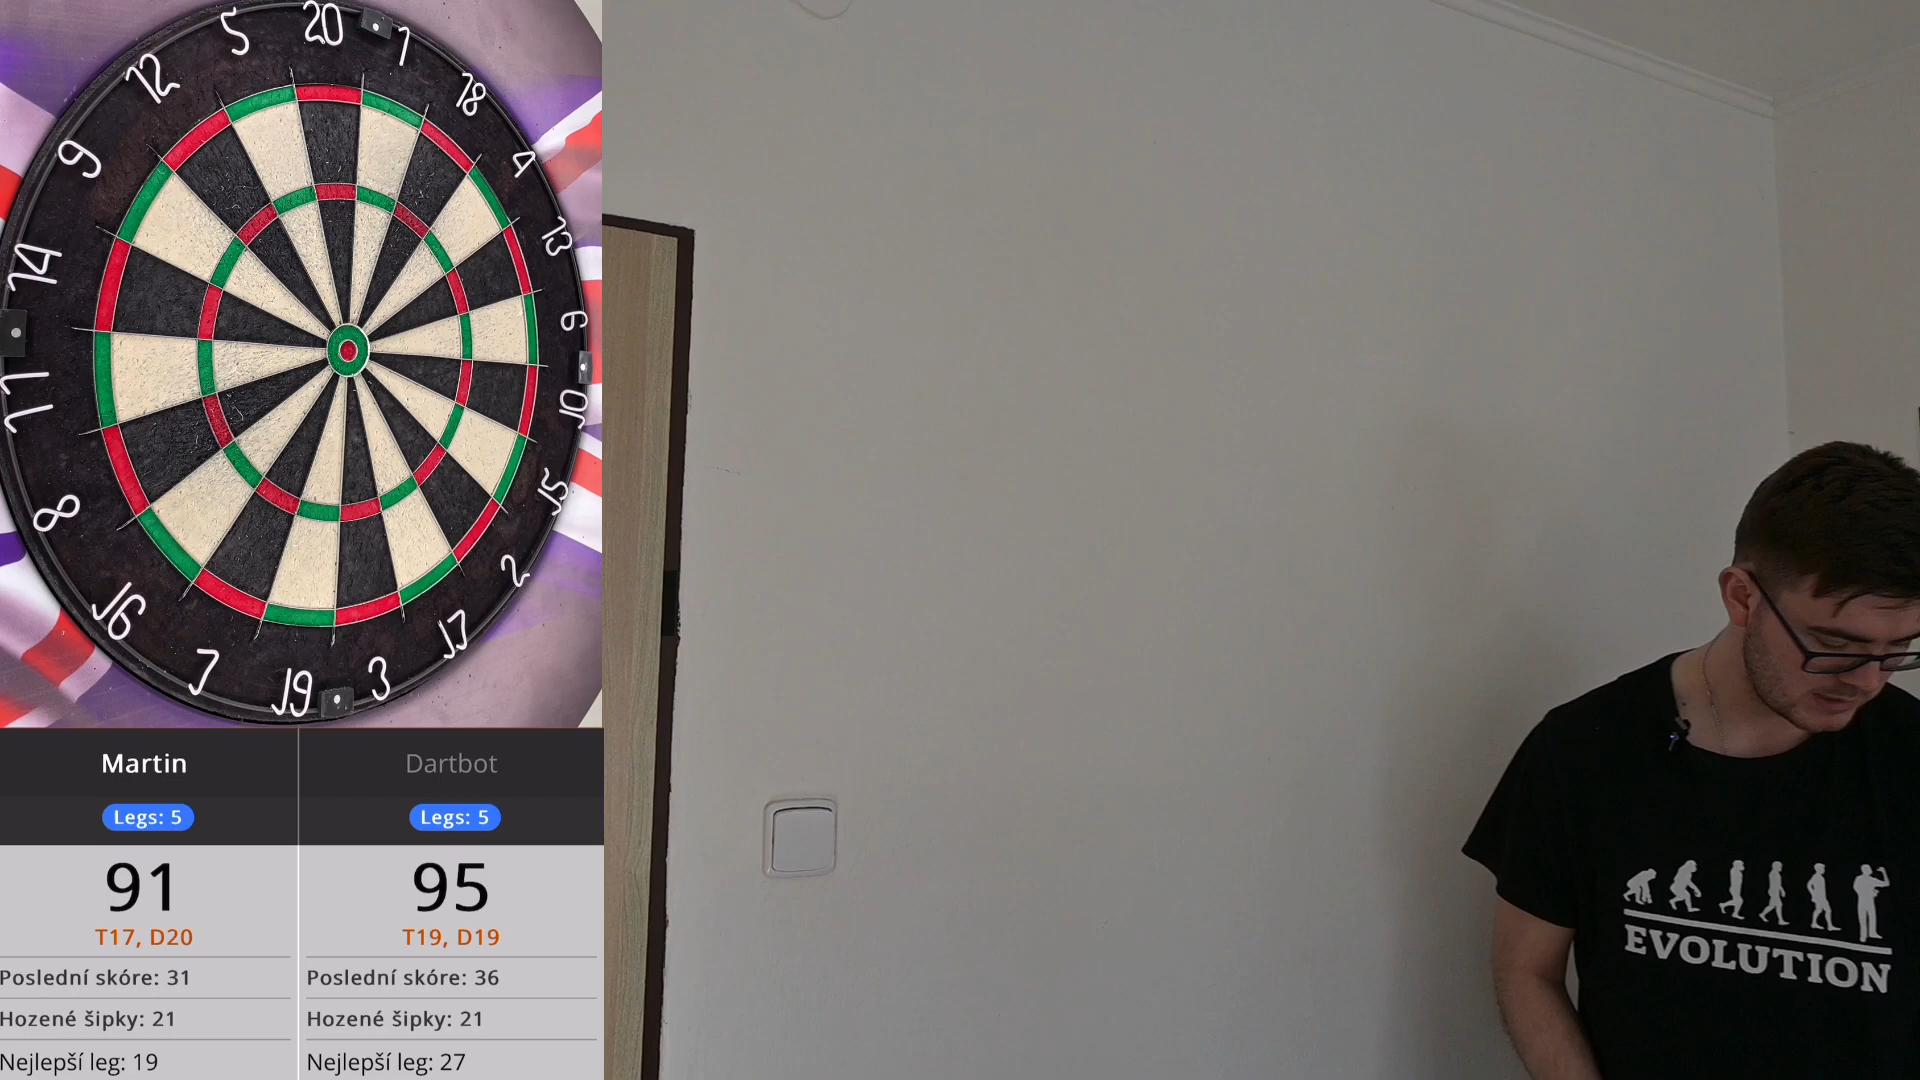 5 20 1
12 18
9 4
14 13
6
11 10
8 15
16 2
7 17
19 3
Martin
Legs: 5
91
T17, D20
Poslední skóre: 31
Hozené šipky: 21
Nejlepší leg: 19
Dartbot
Legs: 5
95
T19, D19
Poslední skóre: 36
Hozené šipky: 21
Nejlepší leg: 27
EVOLUTION